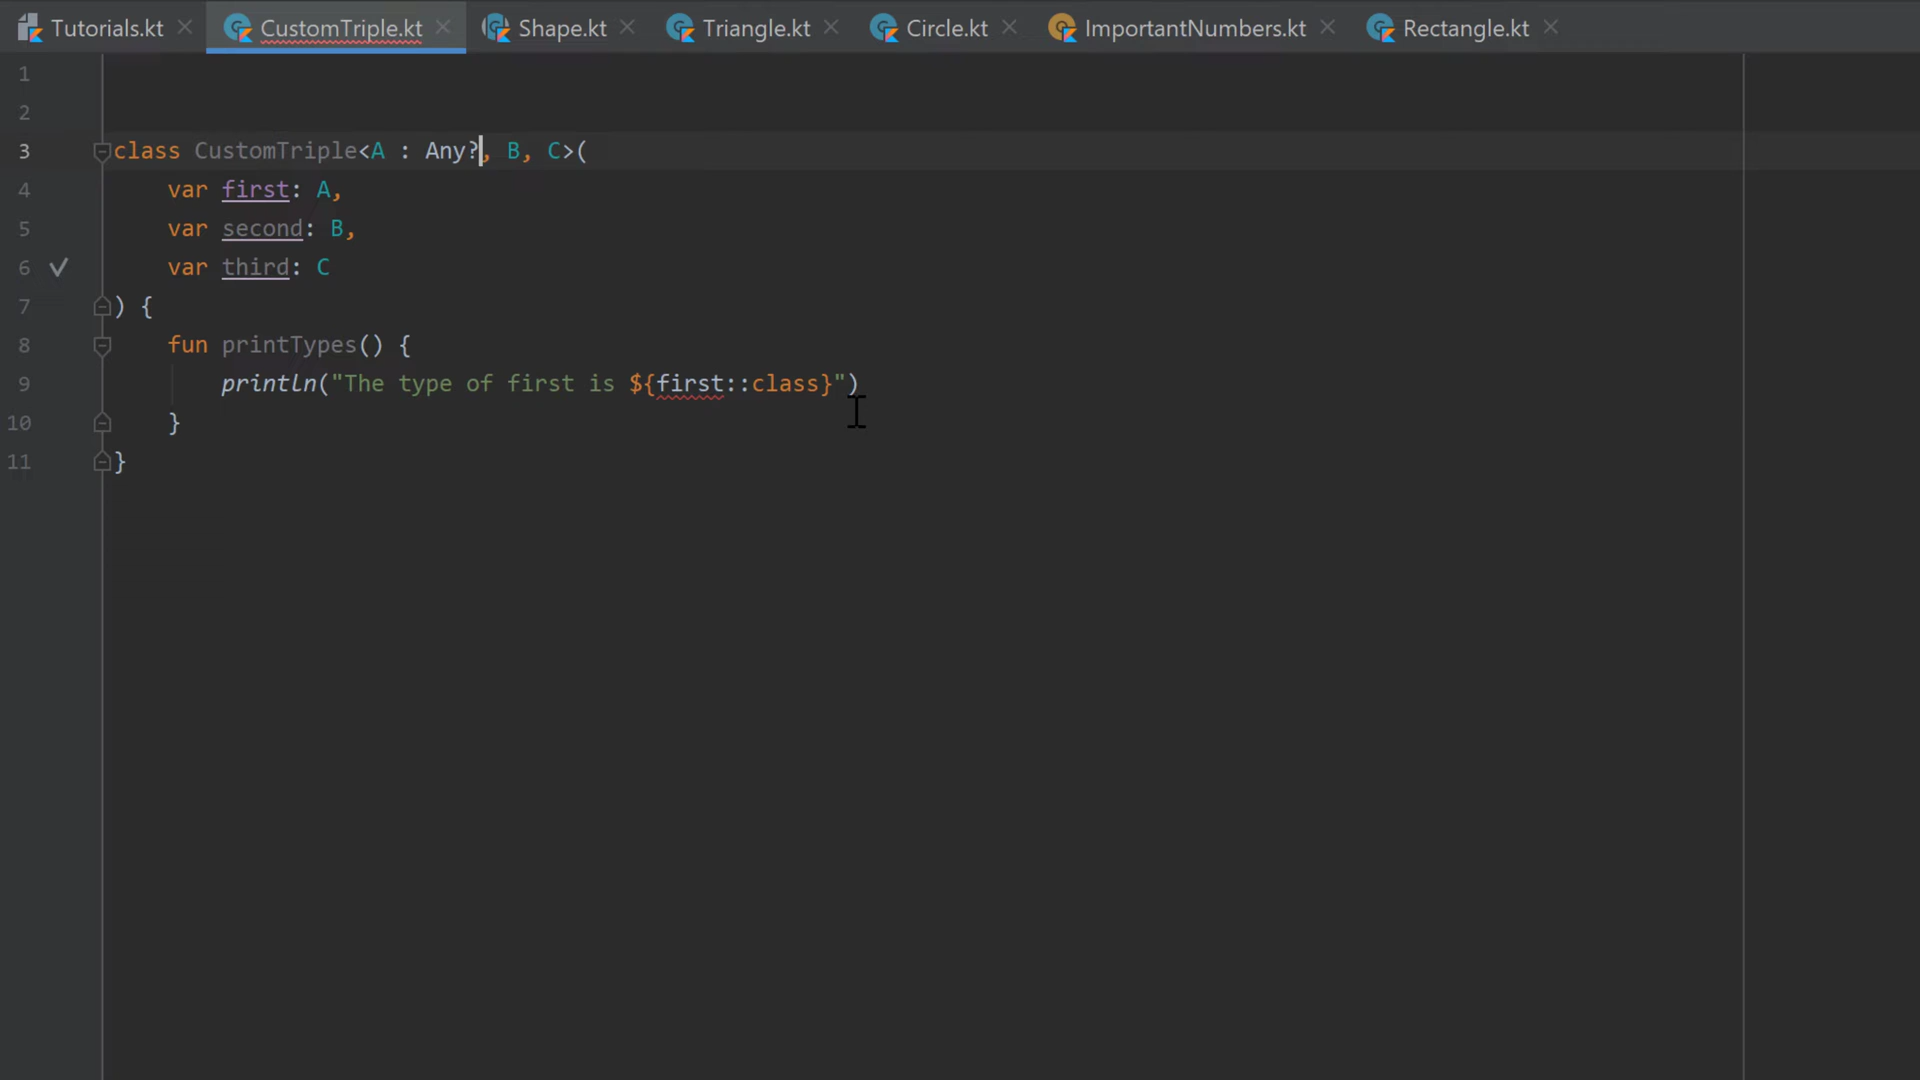 Tutorials.kt CustomTriple.kt Shape.kt Triangle.kt Circle.kt ImportantNumbers.kt Rectangle.kt
1
2
3 class CustomTriple<A : Any?, B, C>(
4 var first: A,
5 var second: B,
6 var third: C
7 ) {
8 fun printTypes() {
9 println("The type of first is ${first::class}")
10 }
11 }